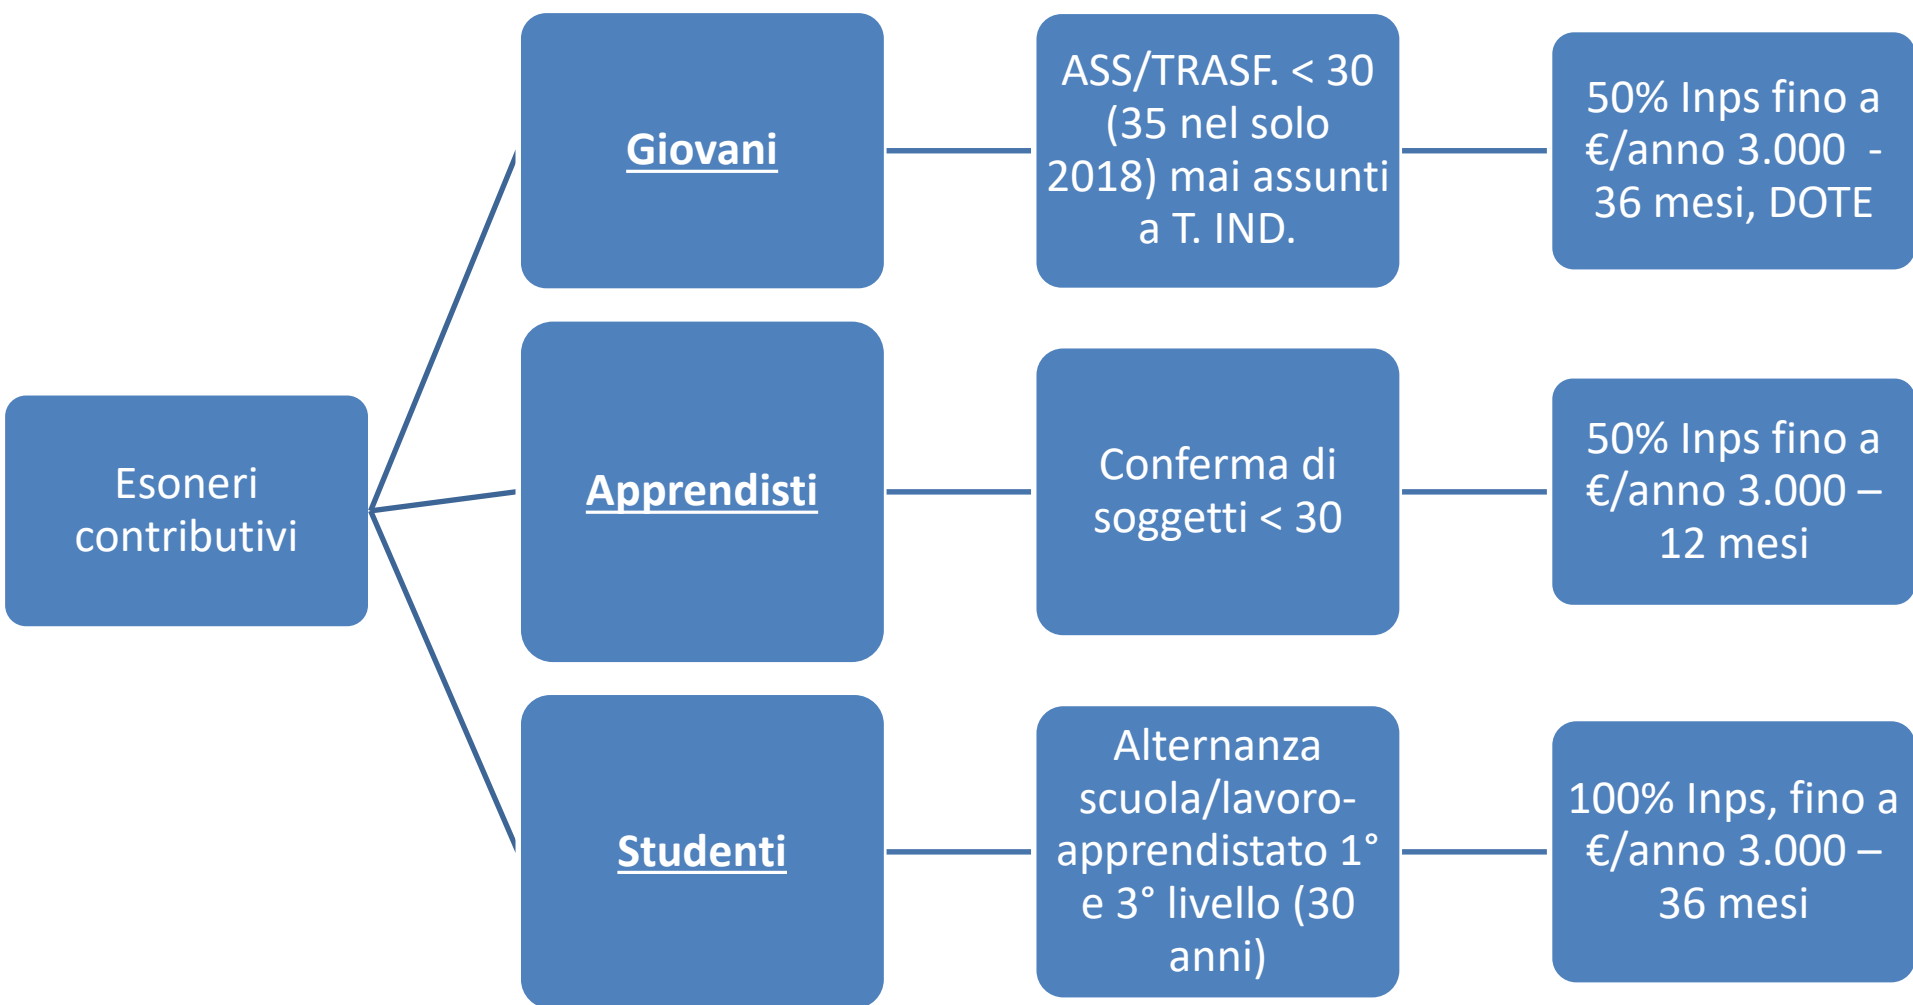 Esoneri
contributivi
Giovani
ASS/TRASF. < 30
(35 nel solo
2018) mai assunti
a T. IND.
50% Inps fino a
€/anno 3.000 -
36 mesi, DOTE
Apprendisti
Conferma di
soggetti < 30
50% Inps fino a
€/anno 3.000 –
12 mesi
Studenti
Alternanza
scuola/lavoro-
apprendistato 1°
e 3° livello (30
anni)
100% Inps, fino a
€/anno 3.000 –
36 mesi